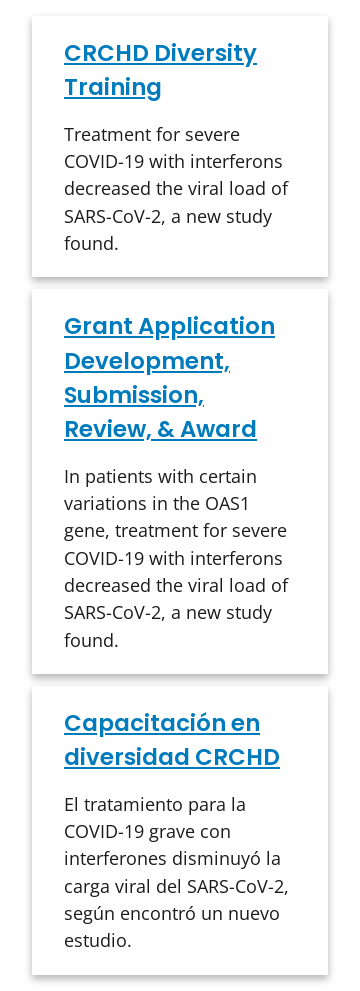 CRCHD Diversity
Training
Treatment for severe
COVID-19 with interferons
decreased the viral load of
SARS-CoV-2, a new study
found.
Grant Application
Development,
Submission,
Review, & Award
In patients with certain
variations in the OAS1
gene, treatment for severe
COVID-19 with interferons
decreased the viral load of
SARS-CoV-2, a new study
found.
Capacitación en
diversidad CRCHD
El tratamiento para la
COVID-19 grave con
interferones disminuyó la
carga viral del SARS-CoV-2,
según encontró un nuevo
estudio.